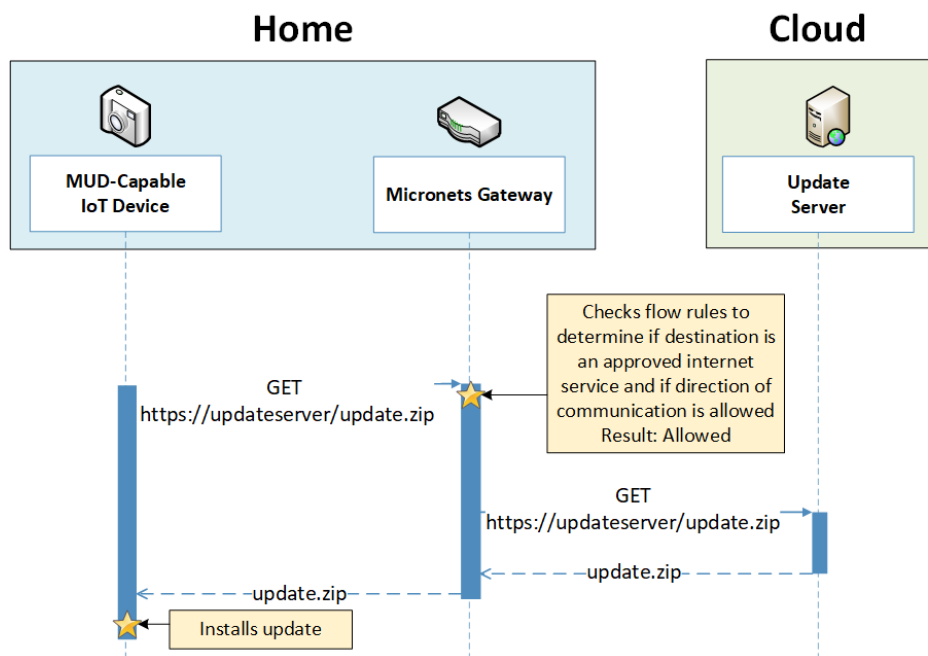 Home
Cloud
MUD-Capable
IoT Device
Micronets Gateway
Update
Server
Checks flow rules to
determine if destination is
an approved internet
service and if direction of
communication is allowed
Result: Allowed
GET
https://updateserver/update.zip
GET
https://updateserver/update.zip
update.zip
update.zip
Installs update